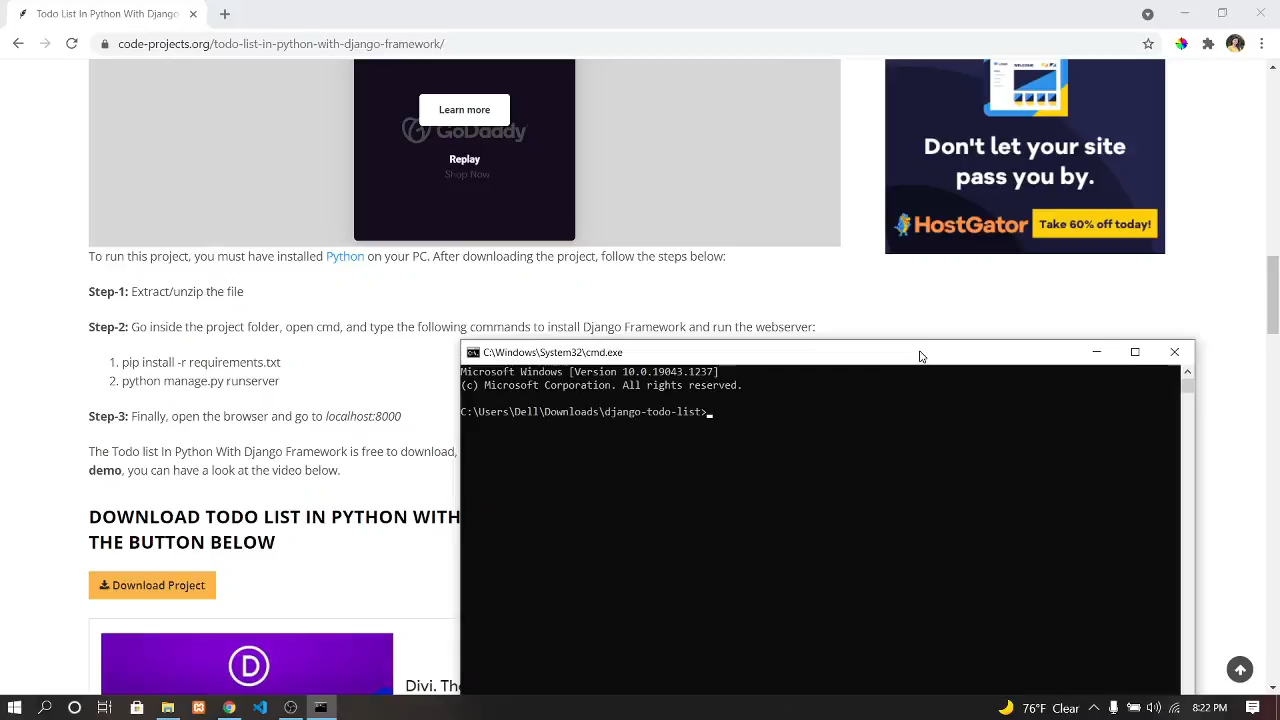 Todo List In Python With Django
code-projects.org/todo-list-in-python-with-django-framework/
Learn more
GoDaddy
Replay
Shop Now
WELCOME
Don't let your site
pass you by.
HostGator
Take 60% off today!
To run this project, you must have installed Python on your PC. After downloading the project, follow the steps below:
Step-1: Extract/unzip the file
Step-2: Go inside the project folder, open cmd, and type the following commands to install Django Framework and run the webserver:
1. pip install -r requirements.txt
2. python manage.py runserver
Step-3: Finally, open the browser and go to localhost:8000
The Todo list In Python With Django Framework is free to download,
demo, you can have a look at the video below.
DOWNLOAD TODO LIST IN PYTHON WITH
THE BUTTON BELOW
Download Project
D
Divi. The
C:\Windows\System32\cmd.exe
Microsoft Windows [Version 10.0.19043.1237]
(c) Microsoft Corporation. All rights reserved.
C:\Users\Dell\Downloads\django-todo-list>
76°F Clear
8:22 PM